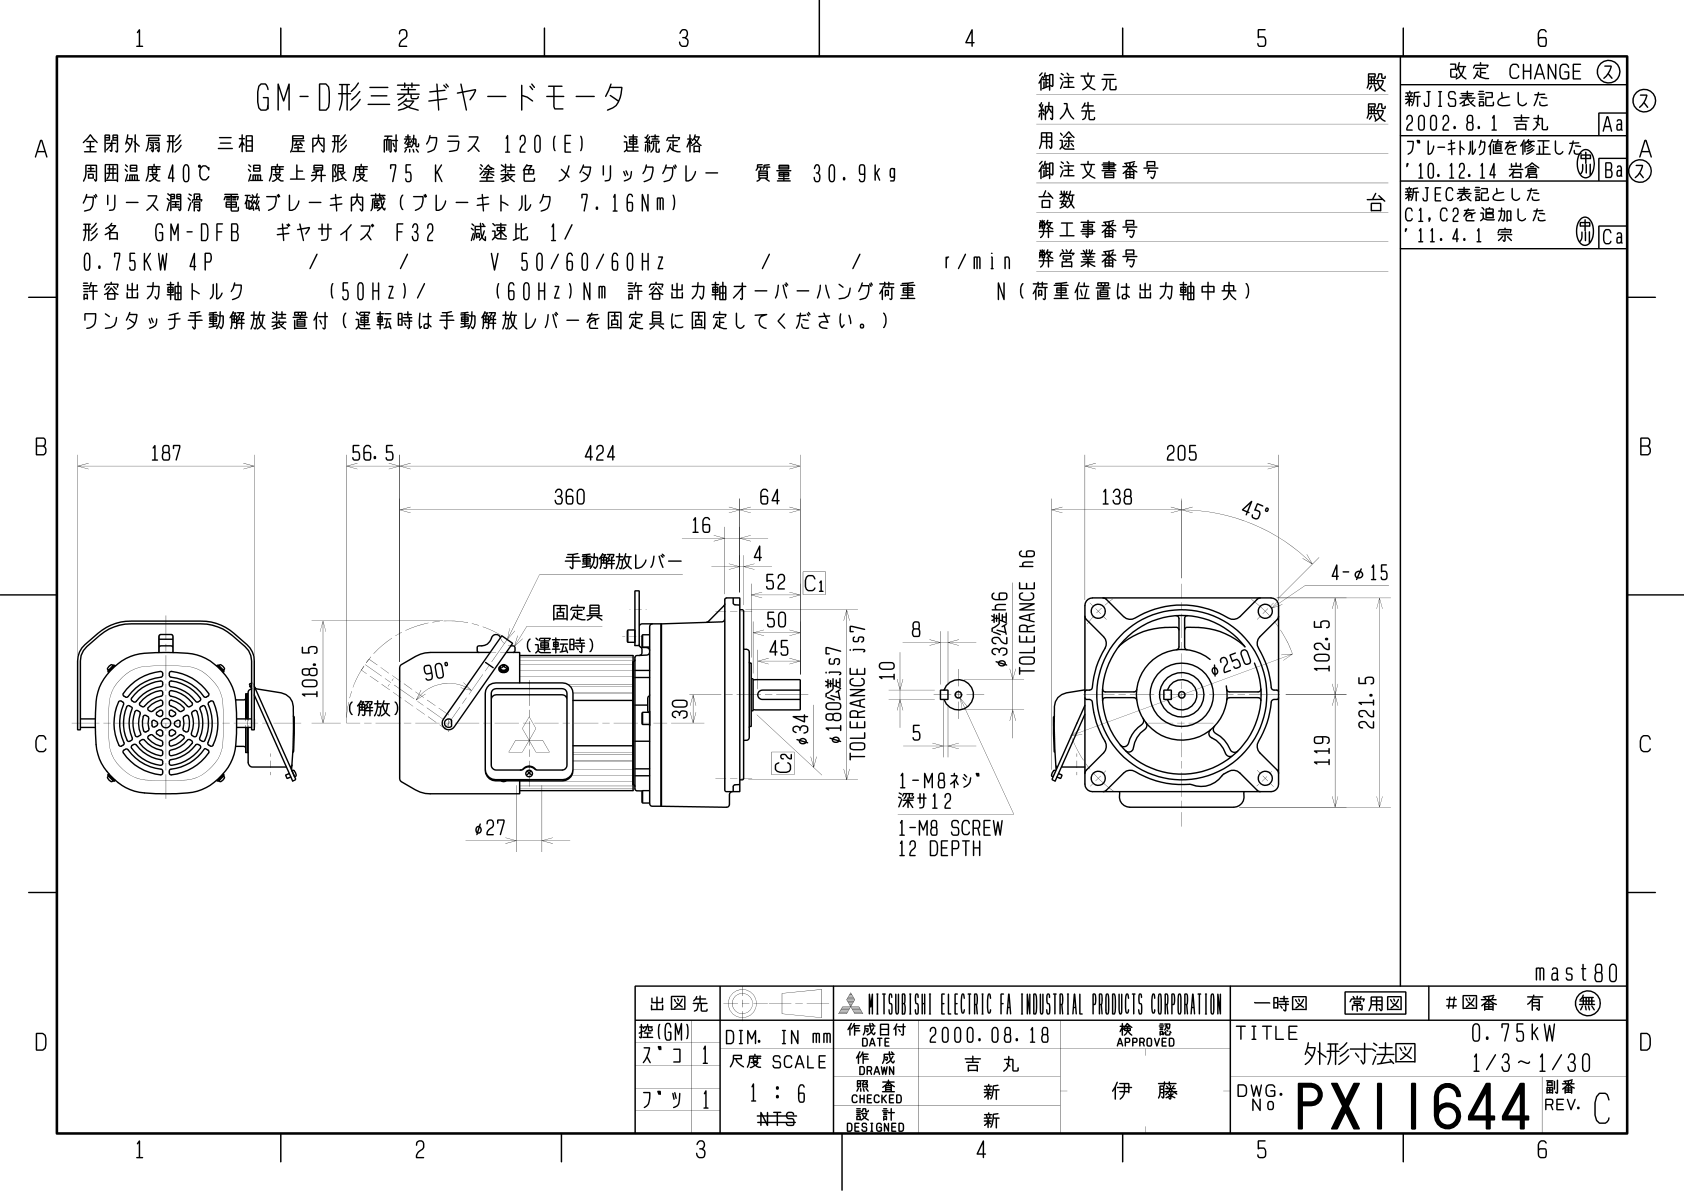 1 2 3 4 5 6
GM-D形三菱ギヤードモータ
全閉外扇形 三相 屋内形 耐熱クラス 120(E) 連続定格
周囲温度40℃ 温度上昇限度 75 K 塗装色 メタリックグレー 質量 30.9kg
グリース潤滑 電磁ブレーキ内蔵(ブレーキトルク 7.16Nm)
形名 GM-DFB ギヤサイズ F32 減速比 1/
0.75KW 4P / / V 50/60/60Hz / / r/min
許容出力軸トルク (50Hz)/ (60Hz)Nm 許容出力軸オーバーハング荷重 N(荷重位置は出力軸中央)
ワンタッチ手動解放装置付(運転時は手動解放レバーを固定具に固定してください。)
御注文元 殿
納入先 殿
用途
御注文書番号
台数 台
弊工事番号
弊営業番号
改定 CHANGE ス
新JIS表記とした
2002.8.1 吉丸 Aa
ブレーキトルク値を修正した
'10.12.14 岩倉 Ba
新JEC表記とした
C1,C2を追加した
'11.4.1 宗 Ca
ス
ス
A A
B B
C C
D D
187
56.5
424
360
64
16
4
52 C1
50
45
手動解放レバー
固定具
(運転時)
90°
(解放)
108.5
30
φ34
C2
φ27
φ180公差js7
TOLERANCE js7
8
10
5
φ32公差h6
TOLERANCE h6
1-M8ネジ
深サ12
1-M8 SCREW
12 DEPTH
205
138
45°
4-φ15
φ250
102.5
119
221.5
mast80
出図先
控(GM)
ズコ 1
ブツ 1
DIM. IN mm
尺度 SCALE
1 : 6
NTS
MITSUBISHI ELECTRIC FA INDUSTRIAL PRODUCTS CORPORATION
作成日付 DATE 2000.08.18
作成 DRAWN 吉丸
照査 CHECKED 新
設計 DESIGNED 新
検認 APPROVED
伊藤
一時図 常用図 #図番 有 無
TITLE
外形寸法図
0.75kW
1/3~1/30
DWG. No PX11644
副番 REV. C
1 2 3 4 5 6